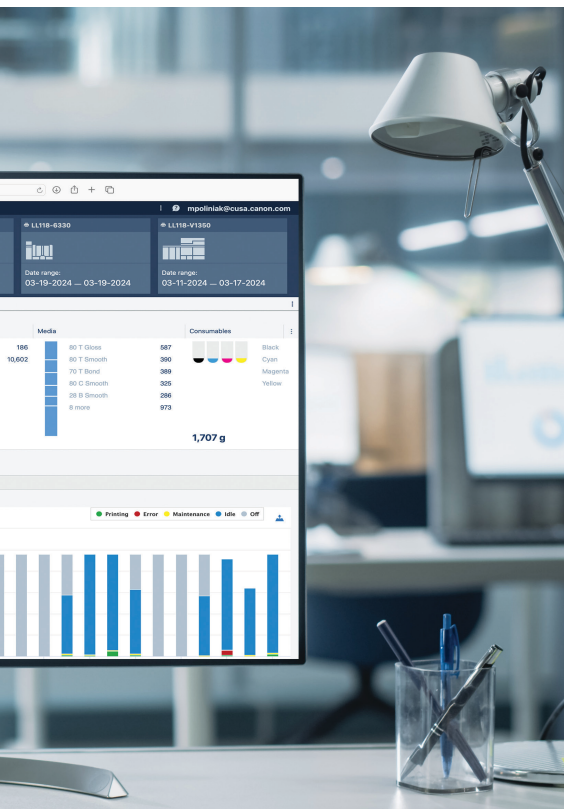 mpoliniak@cusa.canon.com
LL118-6330
LL118-V1350
Date range:
03-19-2024 — 03-19-2024
Date range:
03-11-2024 — 03-17-2024
Media
Consumables
186
80 T Gloss
587
Black
10,602
80 T Smooth
390
Cyan
70 T Bond
389
Magenta
80 C Smooth
325
Yellow
28 B Smooth
286
8 more
973
1,707 g
Printing
Error
Maintenance
Idle
Off